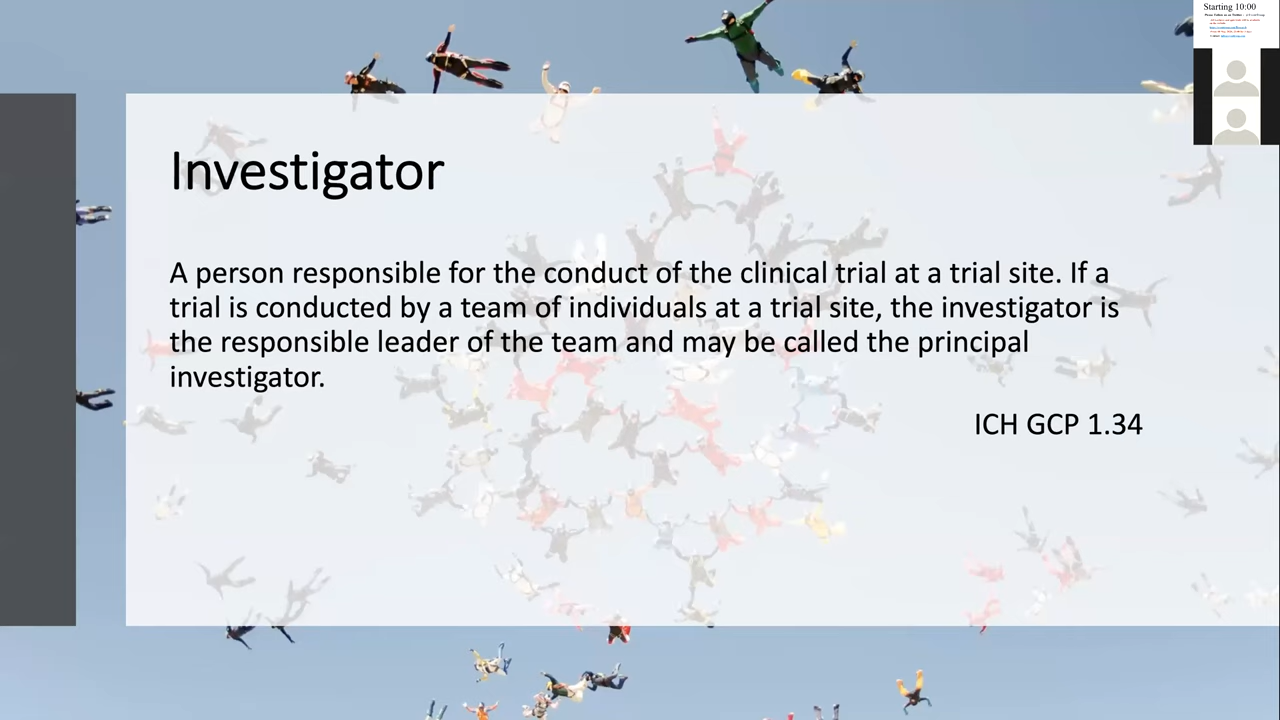 Starting 10:00
Investigator
A person responsible for the conduct of the clinical trial at a trial site. If a
trial is conducted by a team of individuals at a trial site, the investigator is
the responsible leader of the team and may be called the principal
investigator.
ICH GCP 1.34